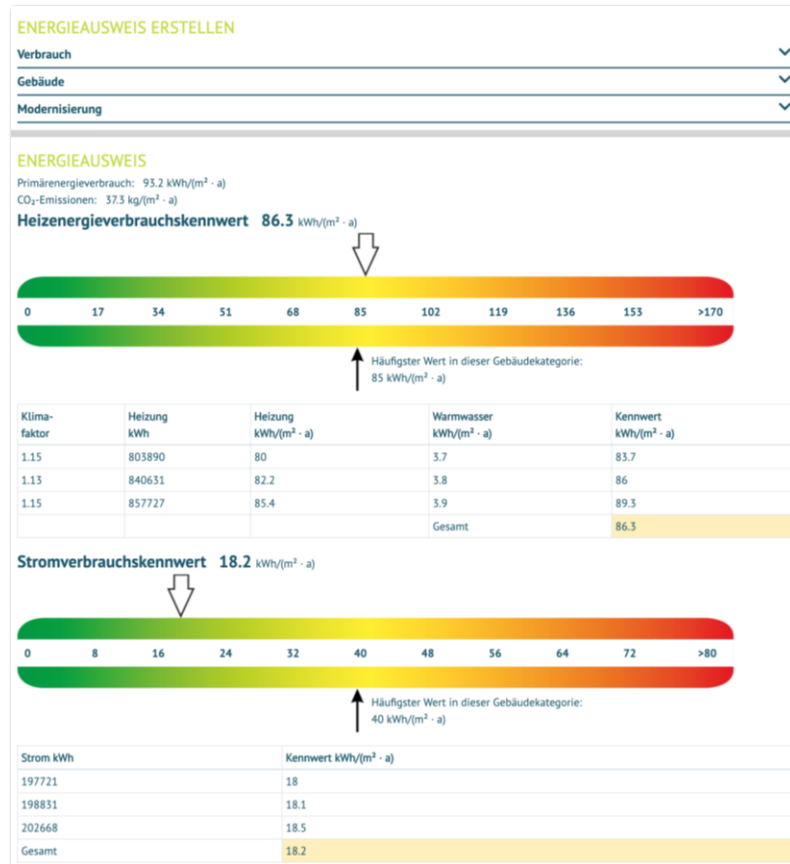 ENERGIEAUSWEIS ERSTELLEN
Verbrauch
Gebäude
Modernisierung
ENERGIEAUSWEIS
Primärenergieverbrauch: 93.2 kWh/(m² · a)
CO₂-Emissionen: 37.3 kg/(m² · a)
Heizenergieverbrauchskennwert 86.3 kWh/(m² · a)
0 17 34 51 68 85 102 119 136 153 >170
Häufigster Wert in dieser Gebäudekategorie:
85 kWh/(m² · a)
Klima- Heizung Heizung Warmwasser Kennwert
faktor kWh kWh/(m² · a) kWh/(m² · a) kWh/(m² · a)
1.15 803890 80 3.7 83.7
1.13 840631 82.2 3.8 86
1.15 857727 85.4 3.9 89.3
Gesamt 86.3
Stromverbrauchskennwert 18.2 kWh/(m² · a)
0 8 16 24 32 40 48 56 64 72 >80
Häufigster Wert in dieser Gebäudekategorie:
40 kWh/(m² · a)
Strom kWh Kennwert kWh/(m² · a)
197721 18
198831 18.1
202668 18.5
Gesamt 18.2